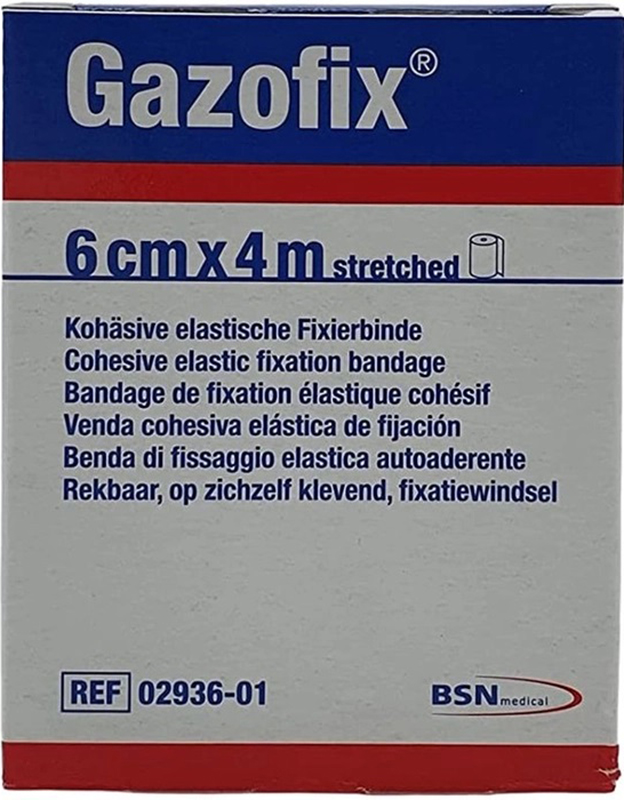 Gazofix®
6 cm x 4 m stretched
Kohäsive elastische Fixierbinde
Cohesive elastic fixation bandage
Bandage de fixation élastique cohésif
Venda cohesiva elástica de fijación
Benda di fissaggio elastica autoaderente
Rekbaar, op zichzelf klevend, fixatiewindsel
REF 02936-01
BSN medical